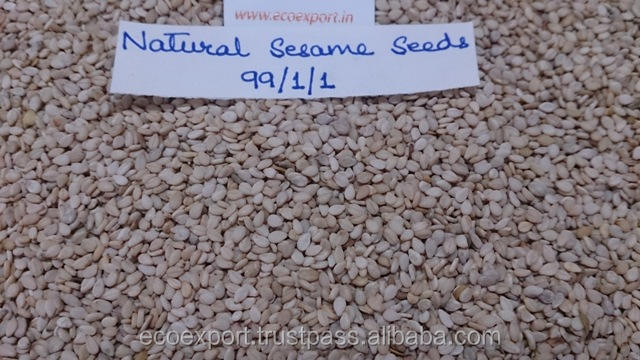 www.ecoexport.in
Natural Sesame Seeds
99/1/1
ecoexport.trustpass.alibaba.com